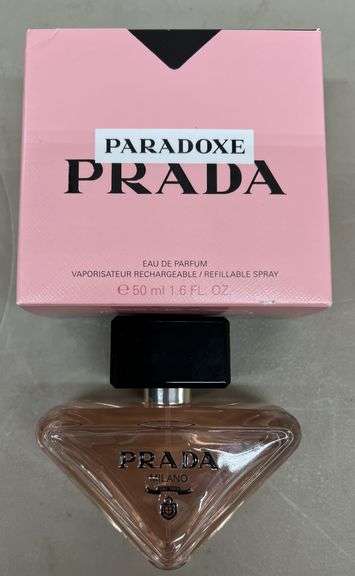 PARADOXE
PRADA
EAU DE PARFUM
VAPORISATEUR RECHARGEABLE / REFILLABLE SPRAY
℮ 50 ml 1.6 FL. OZ.
PRADA
MILANO